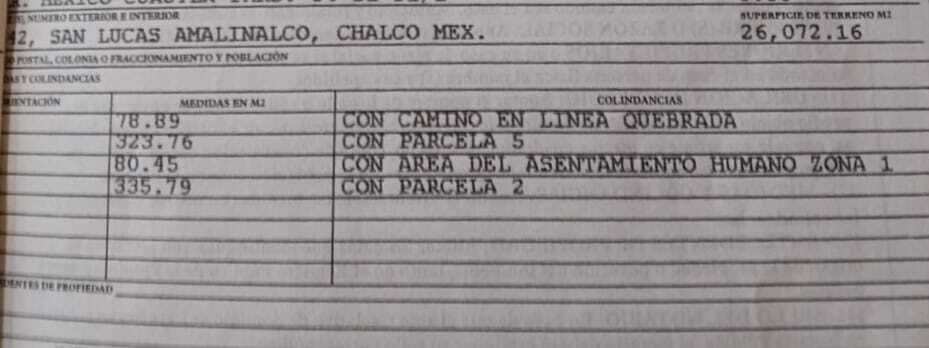 MEXICO CUAUTLA
NUMERO EXTERIOR E INTERIOR SUPERFICIE DE TERRENO M2
42, SAN LUCAS AMALINALCO, CHALCO MEX. 26,072.16
POSTAL, COLONIA O FRACCIONAMIENTO Y POBLACIÓN
Y COLINDANCIAS
MEDIDAS EN M2 COLINDANCIAS
78.89 CON CAMINO EN LINEA QUEBRADA
323.76 CON PARCELA 5
80.45 CON AREA DEL ASENTAMIENTO HUMANO ZONA 1
335.79 CON PARCELA 2
DE PROPIEDAD